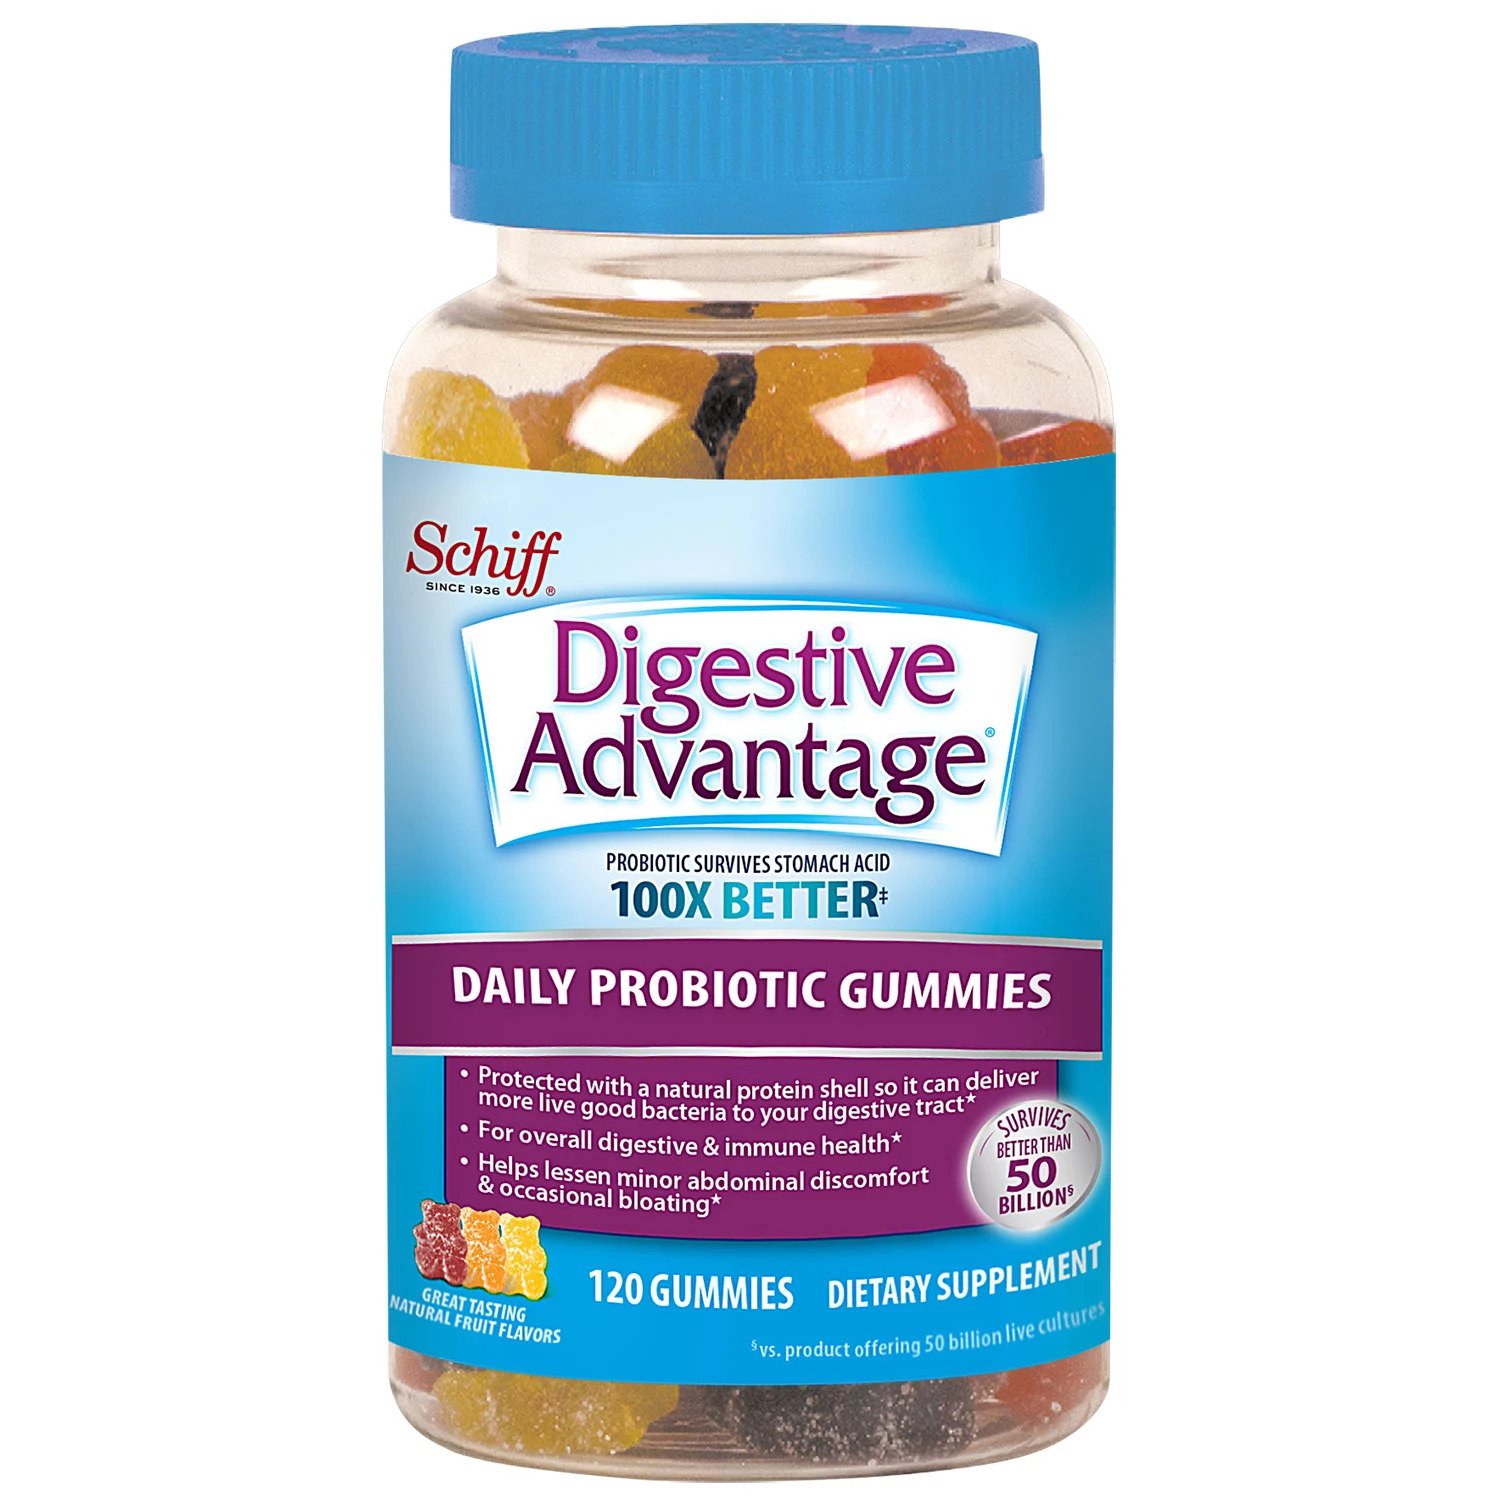 Schiff®
SINCE 1936
Digestive
Advantage®
PROBIOTIC SURVIVES STOMACH ACID
100X BETTER‡
DAILY PROBIOTIC GUMMIES
• Protected with a natural protein shell so it can deliver
more live good bacteria to your digestive tract★
• For overall digestive & immune health★
• Helps lessen minor abdominal discomfort
& occasional bloating★
SURVIVES
BETTER THAN
50
BILLION§
GREAT TASTING
NATURAL FRUIT FLAVORS
120 GUMMIES
DIETARY SUPPLEMENT
§vs. product offering 50 billion live cultures